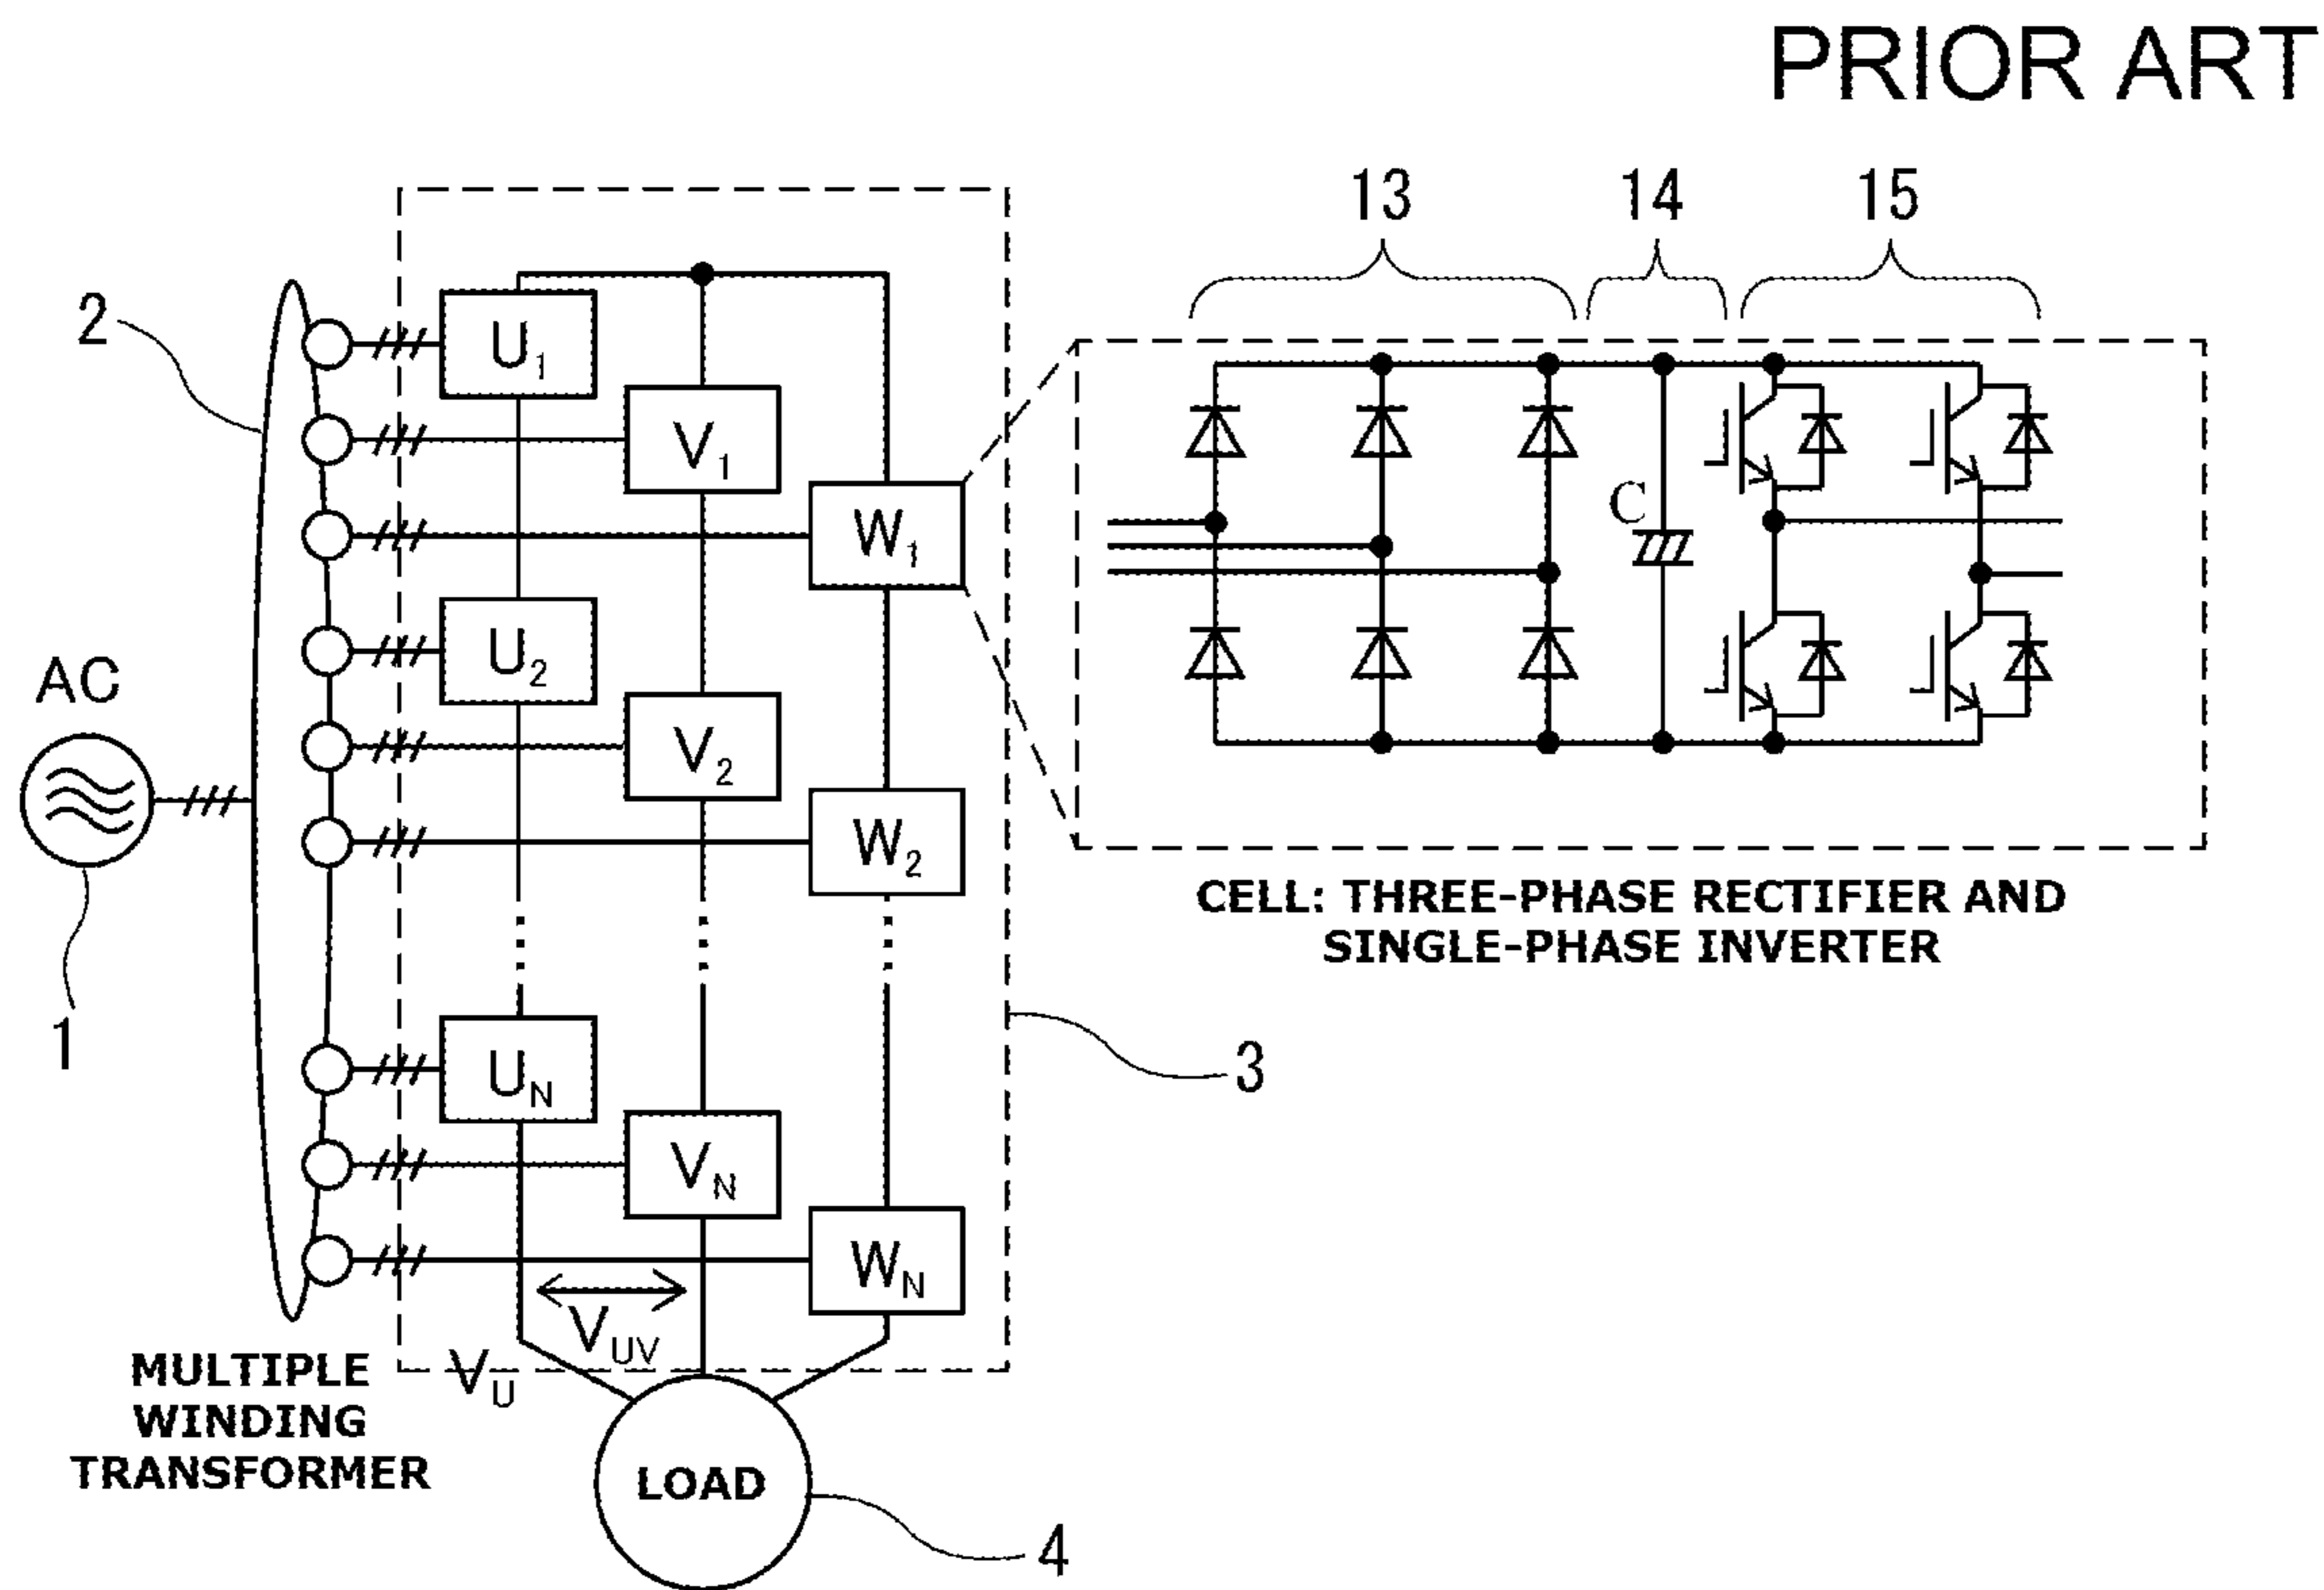 PRIOR ART
13
14
15
2
U1
V1
W1
C
U2
V2
W2
AC
1
CELL: THREE-PHASE RECTIFIER AND
SINGLE-PHASE INVERTER
UN
VN
WN
3
VUV
VU
MULTIPLE
WINDING
TRANSFORMER
LOAD
4